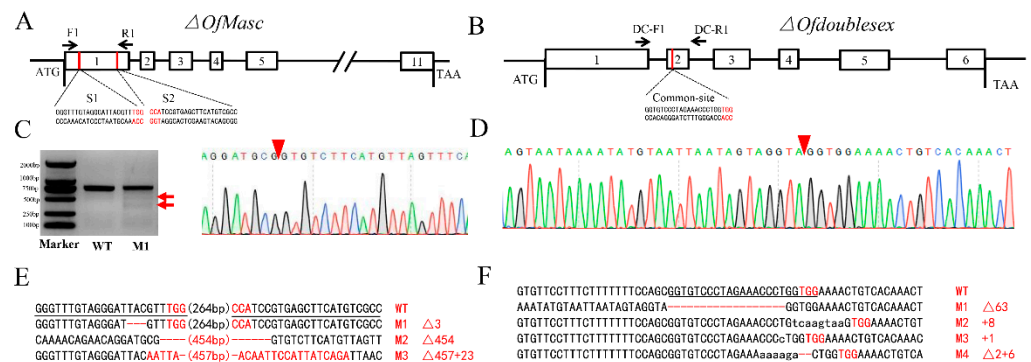 A
△OfMasc
F1
R1
1
2
3
4
5
11
ATG
TAA
S1
S2
GGGTTTGTAGGGATTACGTTTGG
GGATCCGTGAGCTTCATGTCGCC
CCCAAACATCCCTAATGCAAACC
GGTAGGCACTCGAAGTACAGCGG
B
△Ofdoublesex
DC-F1
DC-R1
1
2
3
4
5
6
ATG
TAA
Common-site
GGTGTCCCTAGAAACCCTGGTGG
CCACAGGGATCTTTGGGACCACC
C
2000bp
1000bp
750bp
500bp
250bp
100bp
Marker
WT
M1
AGGATGCGGTGTCTTCATGTTAGTTTCA
D
AGTAATAAAATATGTAATTAATAGTAGGTAGGTGGAAAACTGTCACAAACT
E
GGGTTTGTAGGGATTACGTTTGG(264bp)CCATCCGTGAGCTTCATGTCGCC WT
GGGTTTGTAGGGAT---GTTTGG(264bp)CCATCCGTGAGCTTCATGTCGCC M1 △3
CAAAACAGAACAGGATGCG--(454bp)-----GTGTCTTCATGTTAGTT M2 △454
GGGTTTGTAGGGATTACAATTA-(457bp)-ACAATTCCATTATCAGATTAAC M3 △457+23
F
GTGTTCCTTTCTTTTTTTCCAGCGGTGTCCCTAGAAACCCTGGTGGAAAACTGTCACAAACT WT
AAATATGTAATTAATAGTAGGTA------------------GGTGGAAAACTGTCACAAACT M1 △63
GTGTTCCTTTCTTTTTTTCCAGCGGTGTCCCTAGAAACCCTGtcaagtaaGTGGAAAACTGT M2 +8
GTGTTCCTTTCTTTTTTTCCAGCGGTGTCCCTAGAAACCCTcGGTGGAAAACTGTCACAAAC M3 +1
GTGTTCCTTTCTTTTTTTCCAGCGGTGTCCCTAGAAAaaaaga--CTGGTGGAAAACTGTCA M4 △2+6